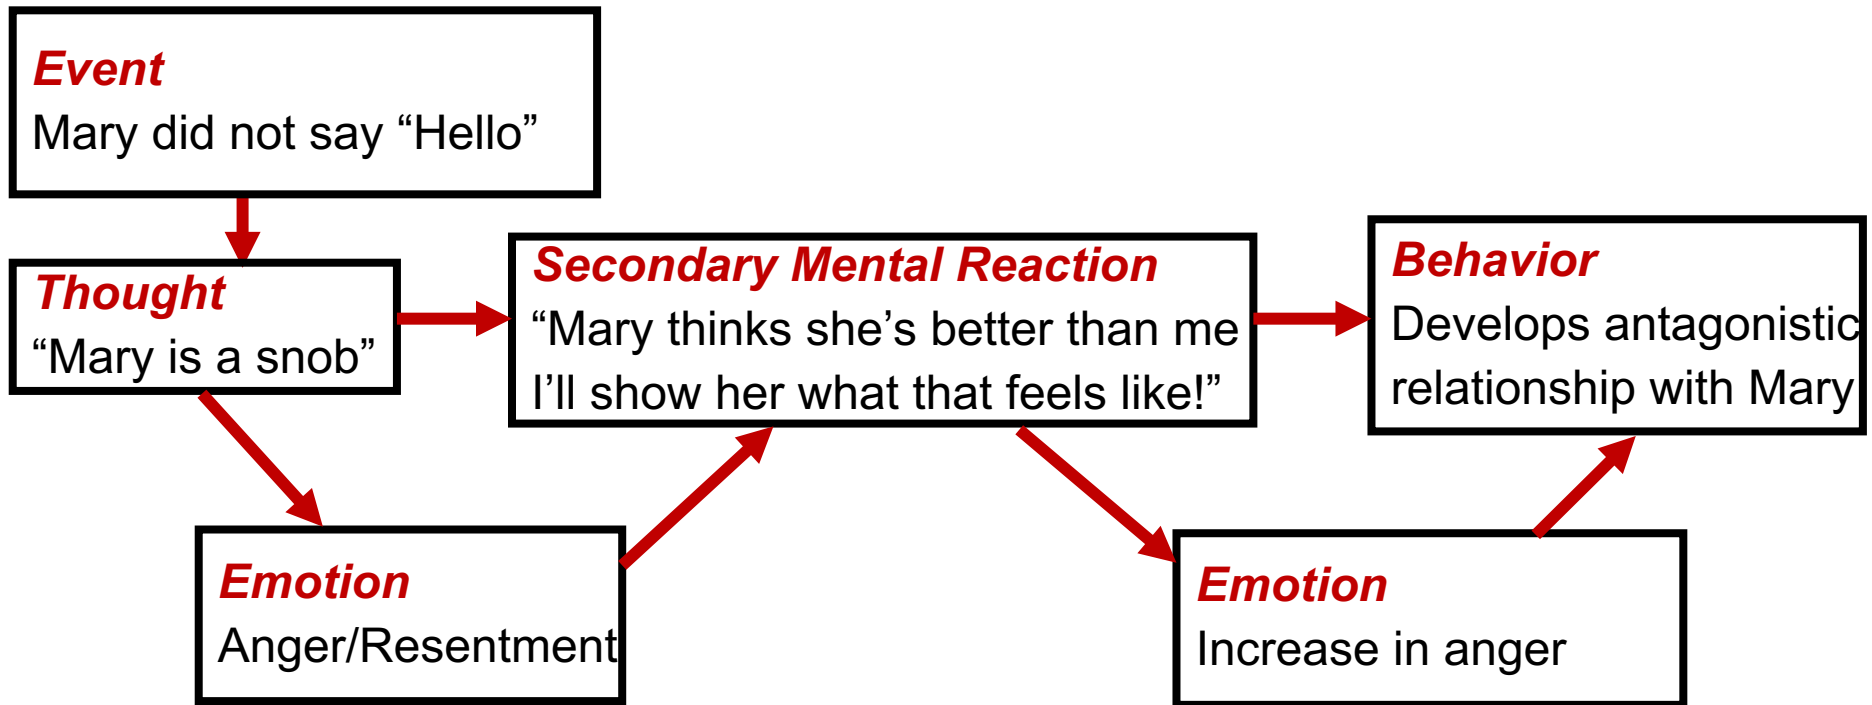 Event
Mary did not say “Hello”
Thought
“Mary is a snob”
Secondary Mental Reaction
“Mary thinks she’s better than me
I’ll show her what that feels like!”
Behavior
Develops antagonistic
relationship with Mary
Emotion
Anger/Resentment
Emotion
Increase in anger